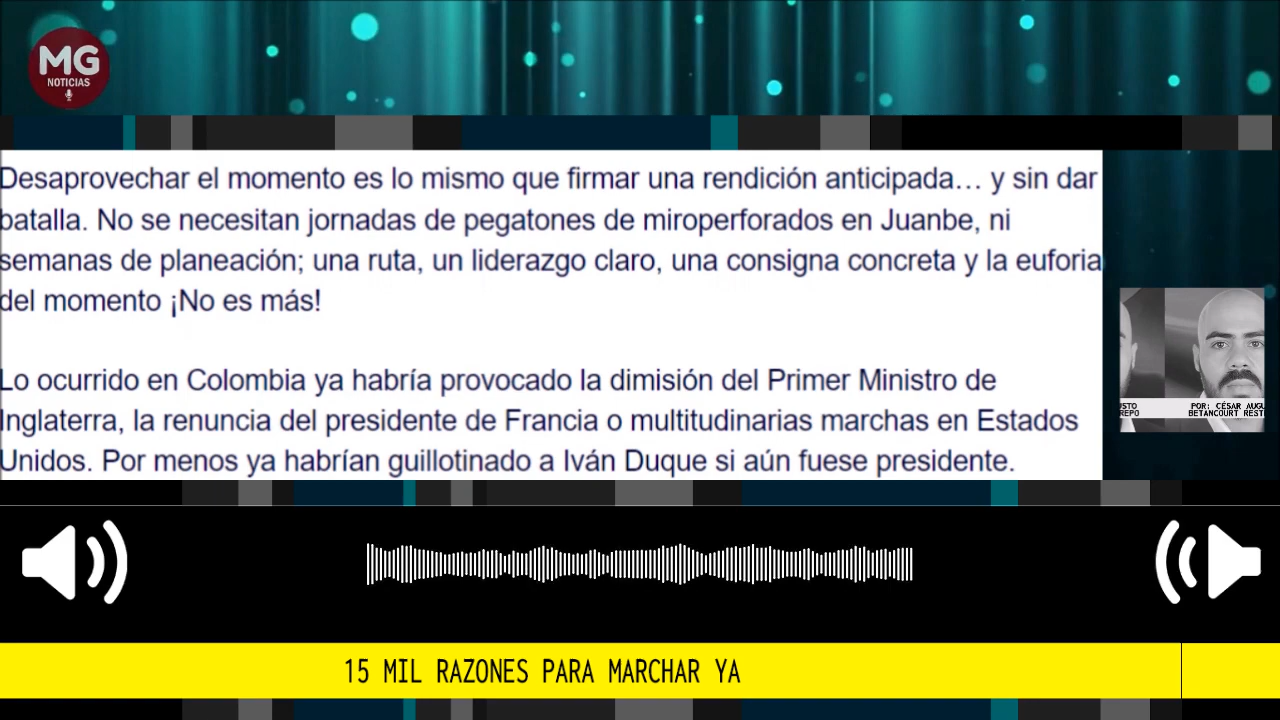 MG
NOTICIAS
Desaprovechar el momento es lo mismo que firmar una rendición anticipada… y sin dar
batalla. No se necesitan jornadas de pegatones de miroperforados en Juanbe, ni
semanas de planeación; una ruta, un liderazgo claro, una consigna concreta y la euforia
del momento ¡No es más!
Lo ocurrido en Colombia ya habría provocado la dimisión del Primer Ministro de
Inglaterra, la renuncia del presidente de Francia o multitudinarias marchas en Estados
Unidos. Por menos ya habrían guillotinado a Iván Duque si aún fuese presidente.
USTO POR: CÉSAR AUGU
REPO BETANCOURT REST
15 MIL RAZONES PARA MARCHAR YA